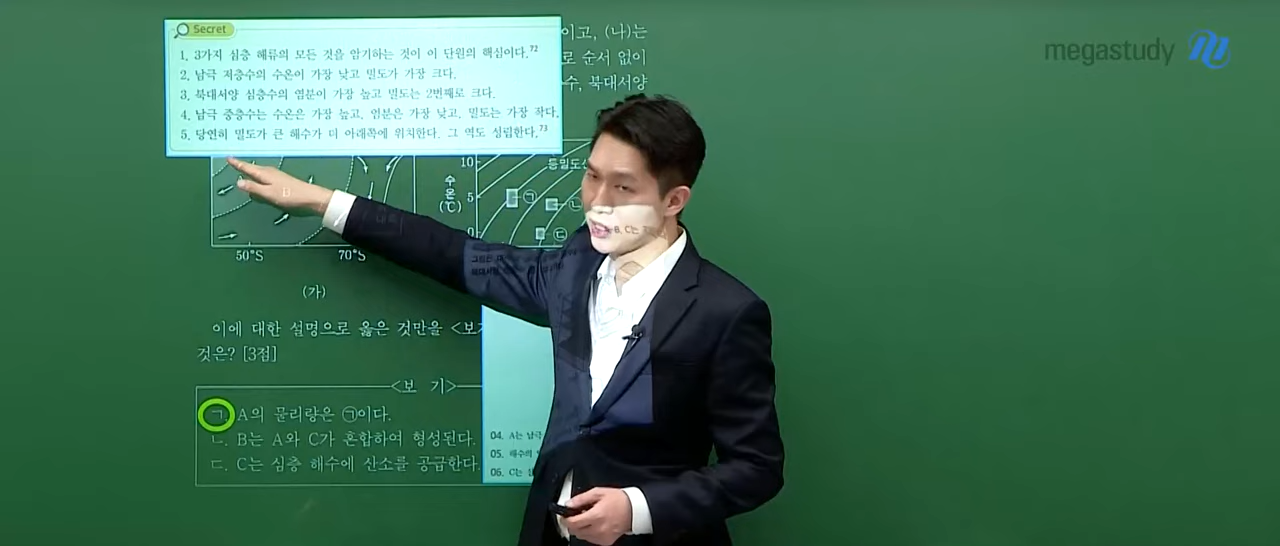 Secret
1. 3가지 심층 해류의 모든 것을 암기하는 것이 이 단원의 핵심이다.72
2. 남극 저층수의 수온이 가장 낮고 밀도가 가장 크다.
3. 북대서양 심층수의 염분이 가장 높고 밀도는 2번째로 크다.
4. 남극 중층수는 수온은 가장 높고, 염분은 가장 낮고, 밀도는 가장 작다.
5. 당연히 밀도가 큰 해수가 더 아래쪽에 위치한다. 그 역도 성립한다.73
이고, (나)는
로 순서 없이
수, 북대서양
megastudy
B
50°S
70°S
(가)
10
수온
5
(℃)
0
등밀도선
㉠
㉡
㉢
B, C는
이에 대한 설명으로 옳은 것만을 <보기
것은? [3점]
<보 기>
ㄱ. A의 물리량은 ㉠이다.
ㄴ. B는 A와 C가 혼합하여 형성된다.
ㄷ. C는 심층 해수에 산소를 공급한다.
04. A는 남극
05. 해수의
06. C는